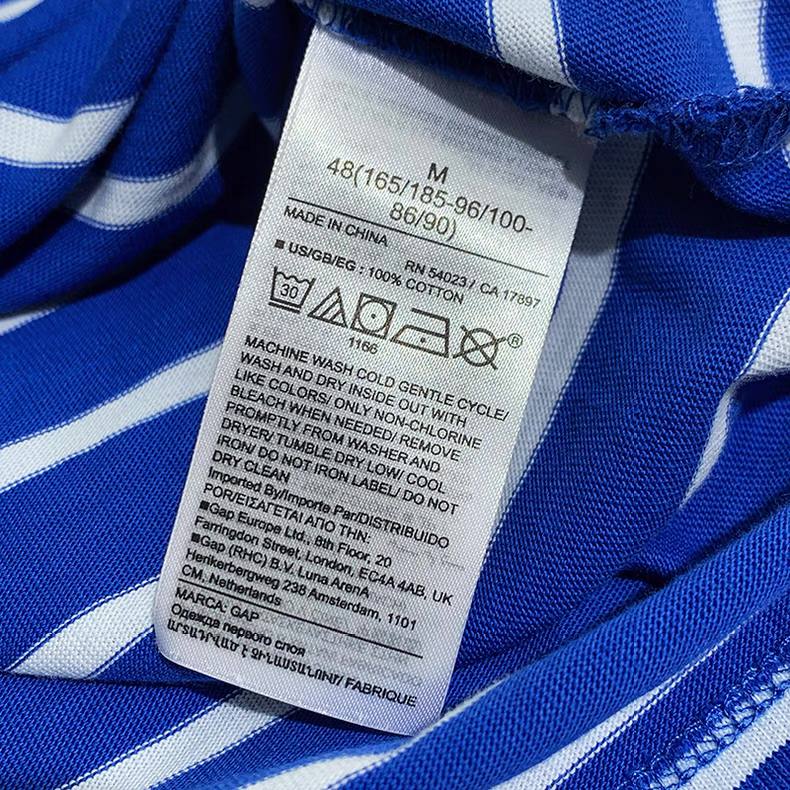 M
48(165/185-96/100-
86/90)
MADE IN CHINA
RN 54023 / CA 17897
■ US/GB/EG : 100% COTTON
30
®
1166
MACHINE WASH COLD GENTLE CYCLE/
WASH AND DRY INSIDE OUT WITH
LIKE COLORS/ ONLY NON-CHLORINE
BLEACH WHEN NEEDED/ REMOVE
PROMPTLY FROM WASHER AND
DRYER/ TUMBLE DRY LOW/ COOL
IRON/ DO NOT IRON LABEL/ DO NOT
DRY CLEAN
Imported By/Importe Par/DISTRIBUIDO
POR/ΕΙΣΑΓΕΤΑΙ ΑΠΟ ΤΗΝ:
■Gap Europe Ltd., 8th Floor, 20
Farringdon Street, London, EC4A 4AB, UK
■Gap (RHC) B.V. Luna ArenA
Herikerbergweg 238 Amsterdam, 1101
CM, Netherlands
MARCA: GAP
Одежда первого слоя
ԱՐՏԱԴՐՎԱԾ Է ՉԻՆԱՍՏԱՆՈՒՄ/ FABRIQUE